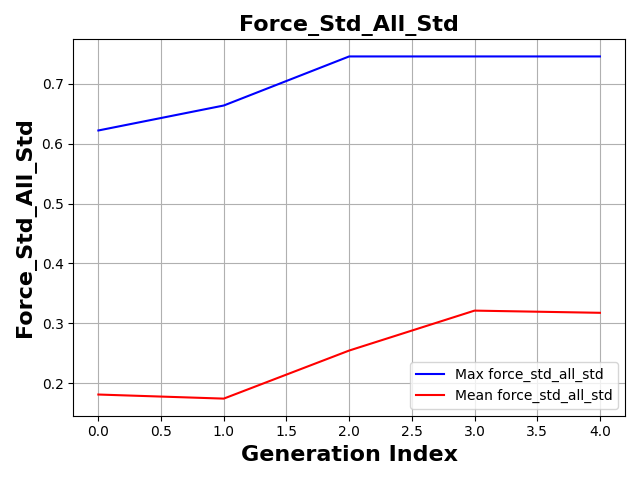 Force_Std_All_Std
Force_Std_All_Std
0.7
0.6
0.5
0.4
0.3
0.2
Max force_std_all_std
Mean force_std_all_std
0.0 0.5 1.0 1.5 2.0 2.5 3.0 3.5 4.0
Generation Index